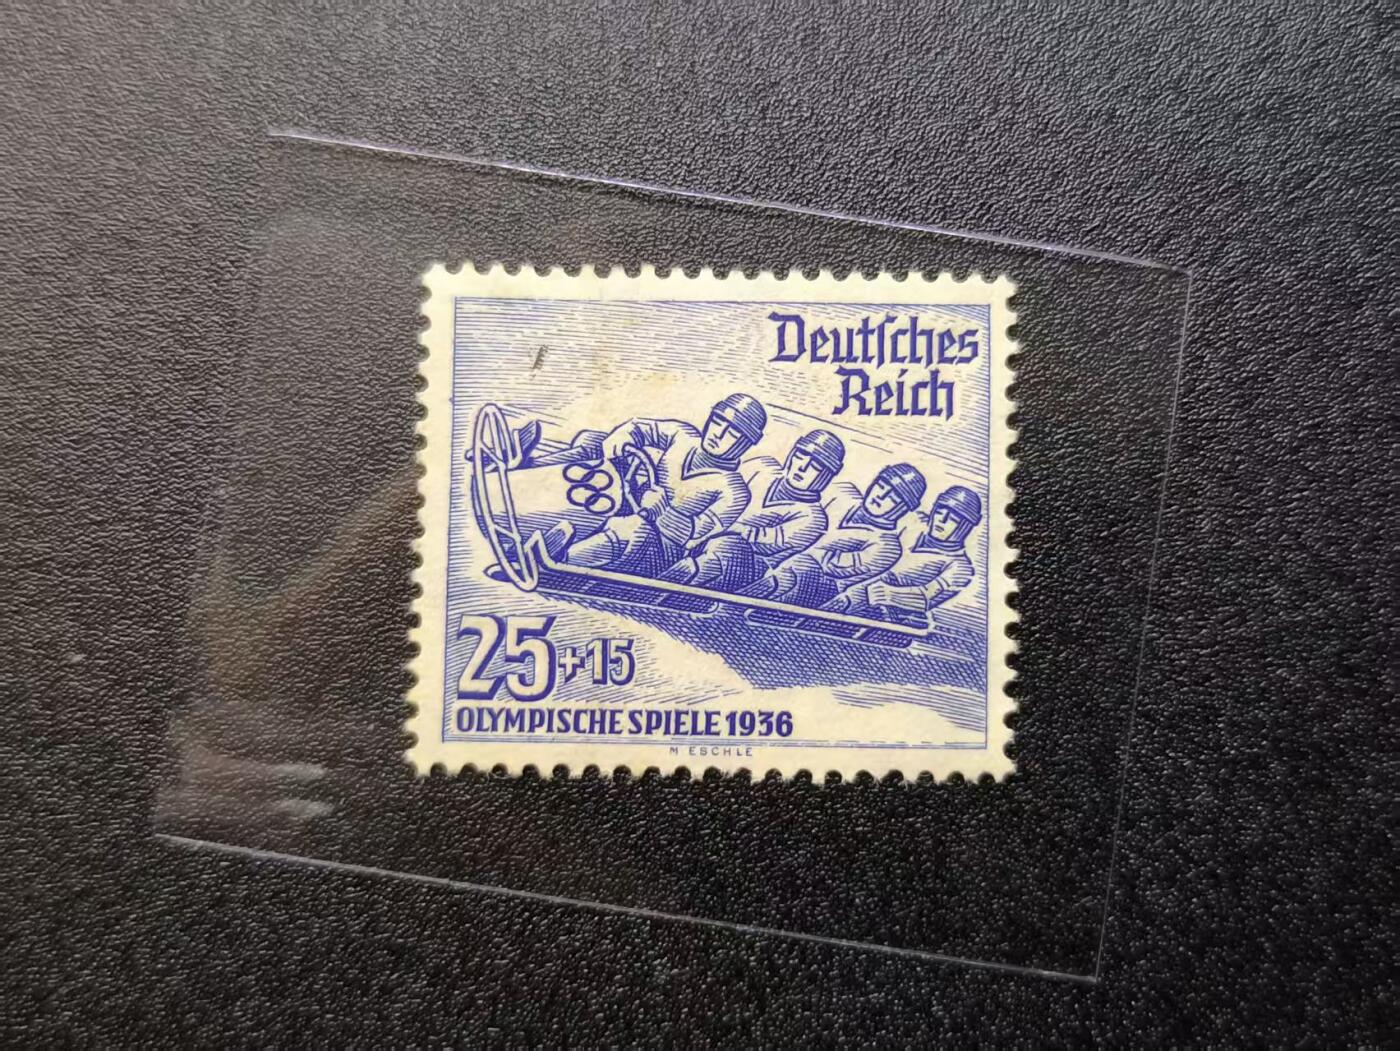 Deutſches
Reich
25+15
OLYMPISCHE SPIELE 1936
M ESCHLE